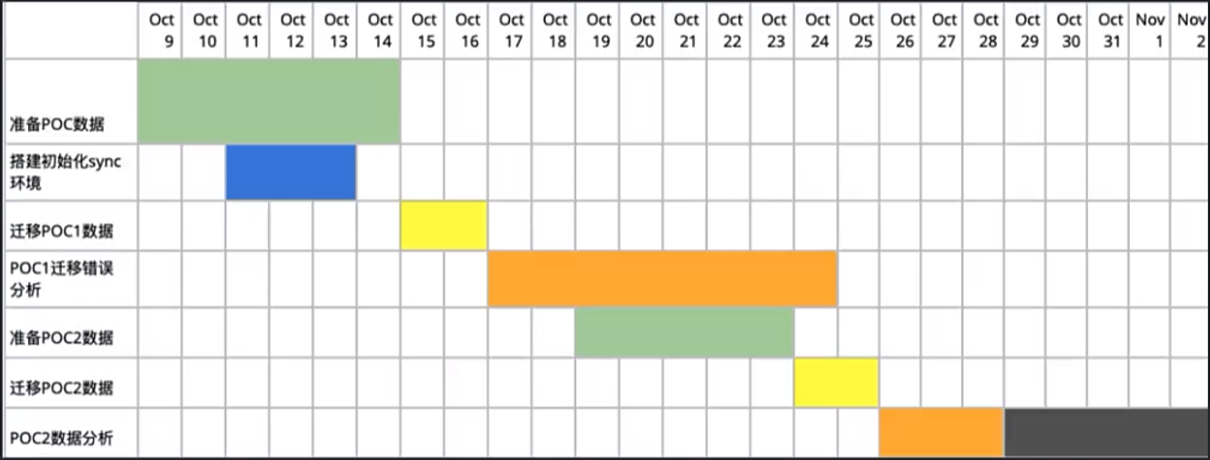 Oct Oct Oct Oct Oct Oct Oct Oct Oct Oct Oct Oct Oct Oct Oct Oct Oct Oct Oct Oct Oct Oct Oct Nov Nov
9 10 11 12 13 14 15 16 17 18 19 20 21 22 23 24 25 26 27 28 29 30 31 1 2
准备POC数据
搭建初始化sync
环境
迁移POC1数据
POC1迁移错误
分析
准备POC2数据
迁移POC2数据
POC2数据分析